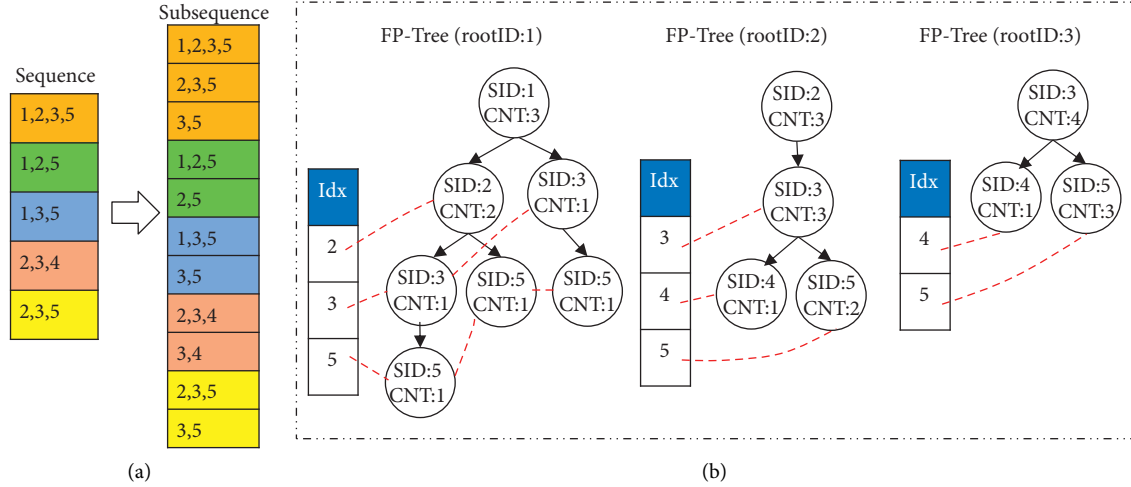 Sequence
1,2,3,5
1,2,5
1,3,5
2,3,4
2,3,5
Subsequence
1,2,3,5
2,3,5
3,5
1,2,5
2,5
1,3,5
3,5
2,3,4
3,4
2,3,5
3,5
(a)
FP-Tree (rootID:1)
SID:1
CNT:3
SID:2
CNT:2
SID:3
CNT:1
SID:3
CNT:1
SID:5
CNT:1
SID:5
CNT:1
SID:5
CNT:1
Idx
2
3
5
FP-Tree (rootID:2)
SID:2
CNT:3
SID:3
CNT:3
SID:4
CNT:1
SID:5
CNT:2
Idx
3
4
5
FP-Tree (rootID:3)
SID:3
CNT:4
SID:4
CNT:1
SID:5
CNT:3
Idx
4
5
(b)